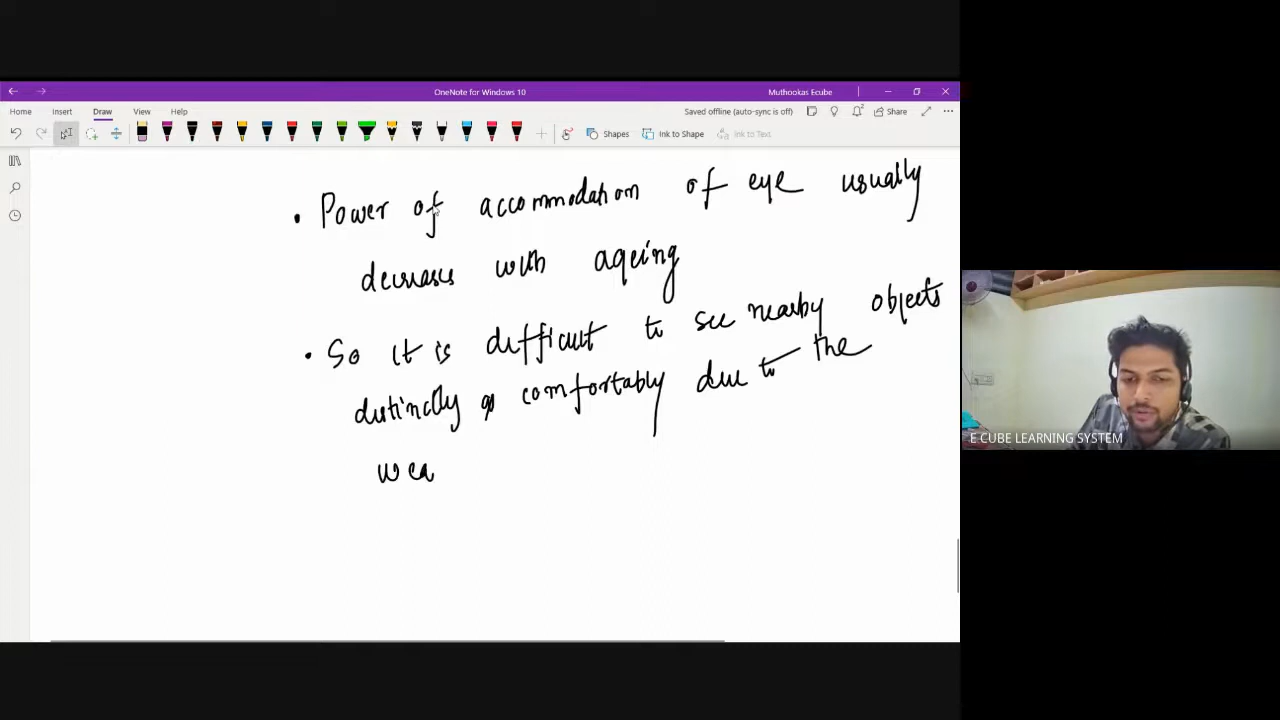 OneNote for Windows 10
Muthookas Ecube
Home Insert Draw View Help
Saved offline (auto-sync is off)
Share
Shapes
Ink to Shape
Ink to Text
• Power of accommodation of eye usually
decreases with ageing
• So it is difficult to see nearby objects
distinctly & comfortably due to the
wea
E CUBE LEARNING SYSTEM